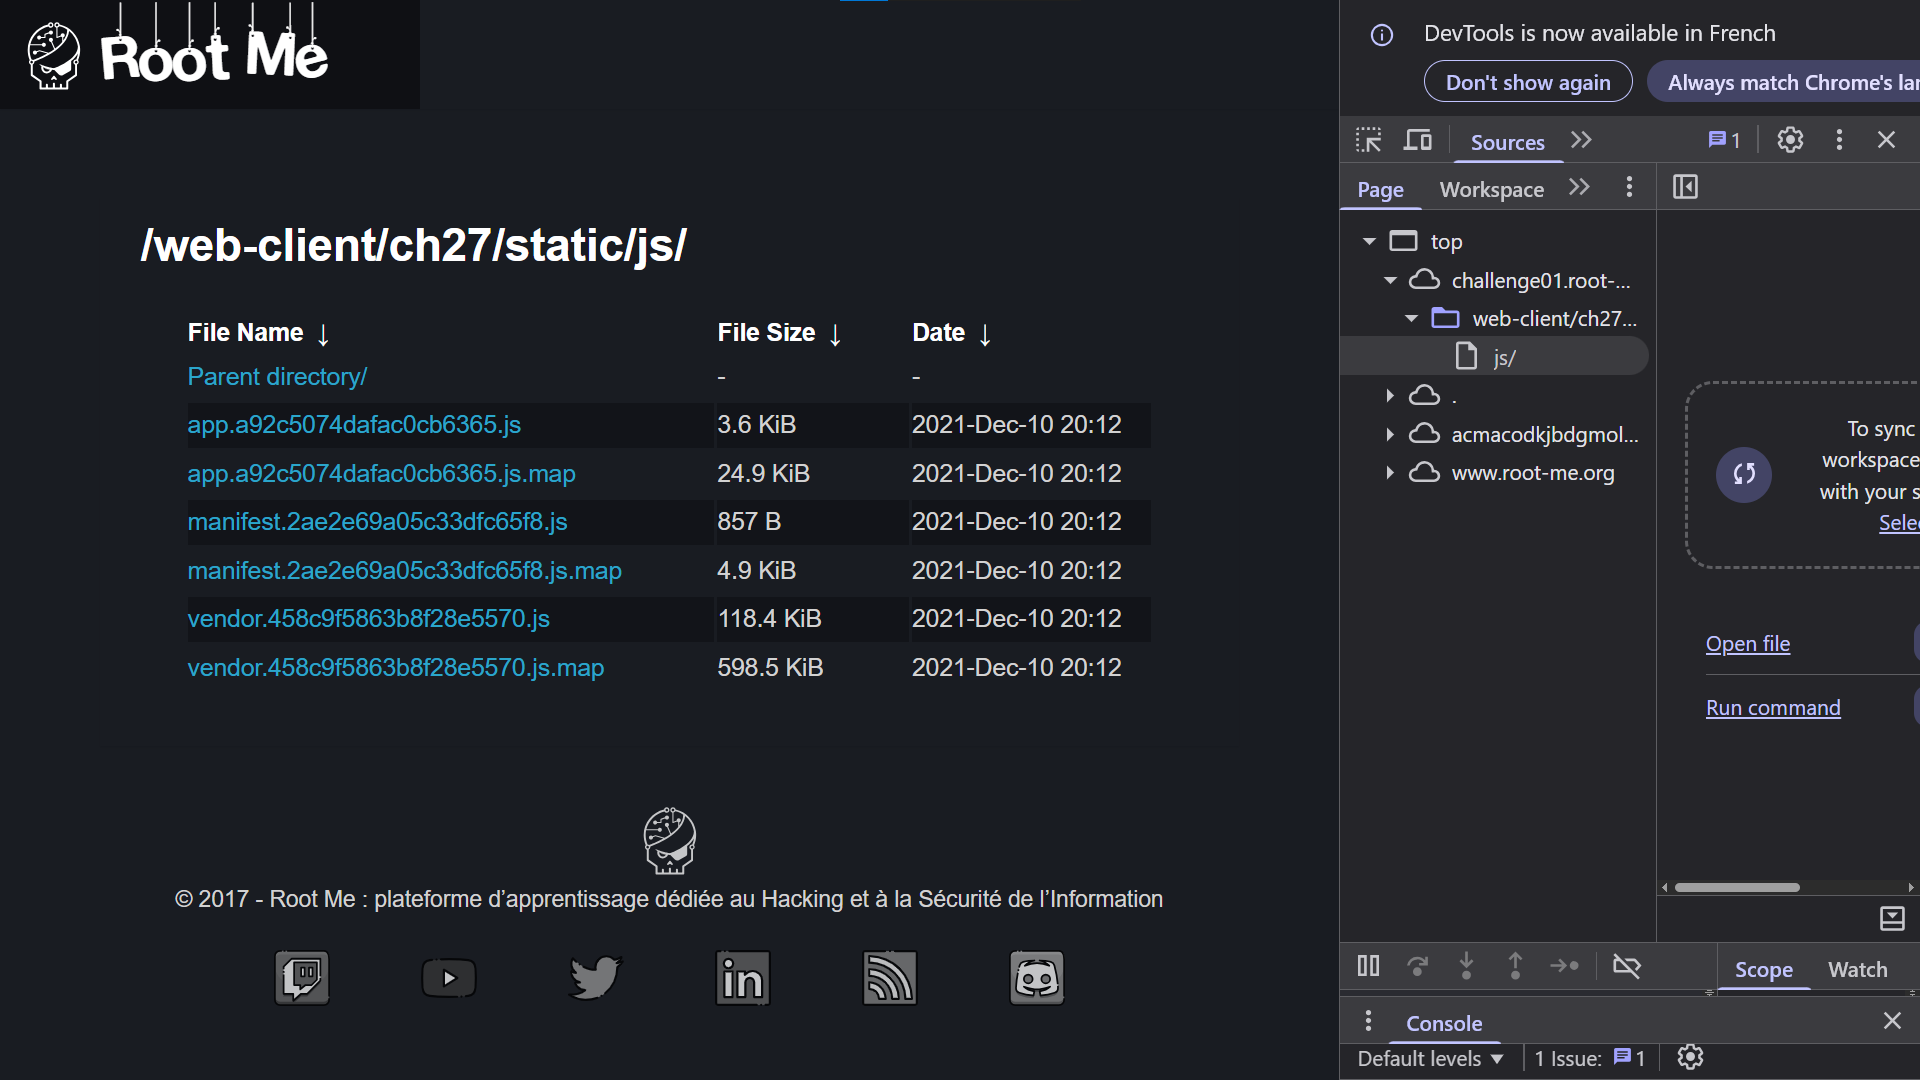 Root Me
/web-client/ch27/static/js/
File Name ↓ File Size ↓ Date ↓
Parent directory/ - -
app.a92c5074dafac0cb6365.js 3.6 KiB 2021-Dec-10 20:12
app.a92c5074dafac0cb6365.js.map 24.9 KiB 2021-Dec-10 20:12
manifest.2ae2e69a05c33dfc65f8.js 857 B 2021-Dec-10 20:12
manifest.2ae2e69a05c33dfc65f8.js.map 4.9 KiB 2021-Dec-10 20:12
vendor.458c9f5863b8f28e5570.js 118.4 KiB 2021-Dec-10 20:12
vendor.458c9f5863b8f28e5570.js.map 598.5 KiB 2021-Dec-10 20:12
© 2017 - Root Me : plateforme d’apprentissage dédiée au Hacking et à la Sécurité de l’Information
in
DevTools is now available in French
Don't show again Always match Chrome's lan
Sources 1
Page Workspace
top
challenge01.root-...
web-client/ch27...
js/
.
acmacodkjbdgmol...
www.root-me.org
To sync
workspace
with your s
Selec
Open file
Run command
Scope Watch
Console
Default levels 1 Issue: 1